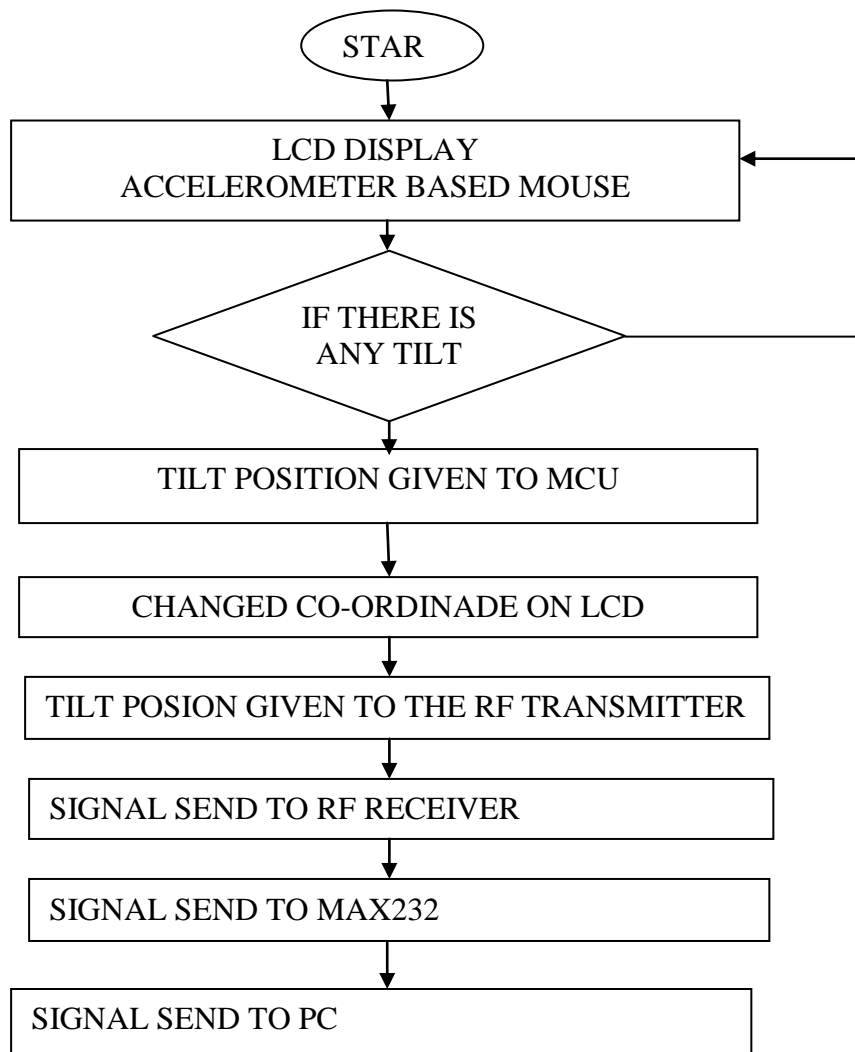 STAR
LCD DISPLAY
ACCELEROMETER BASED MOUSE
IF THERE IS
ANY TILT
TILT POSITION GIVEN TO MCU
CHANGED CO-ORDINADE ON LCD
TILT POSION GIVEN TO THE RF TRANSMITTER
SIGNAL SEND TO RF RECEIVER
SIGNAL SEND TO MAX232
SIGNAL SEND TO PC